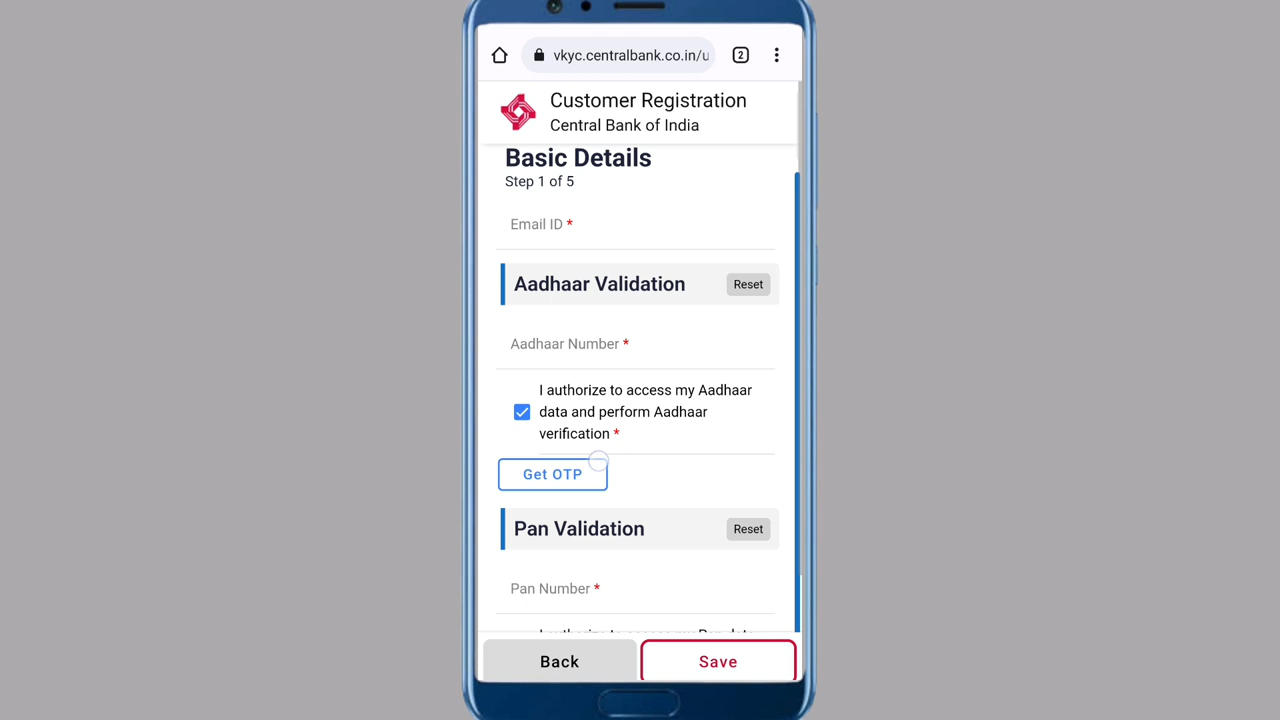 vkyc.centralbank.co.in/u
2
Customer Registration
Central Bank of India
Basic Details
Step 1 of 5
Email ID *
Aadhaar Validation
Reset
Aadhaar Number *
I authorize to access my Aadhaar
data and perform Aadhaar
verification *
Get OTP
Pan Validation
Reset
Pan Number *
Back
Save